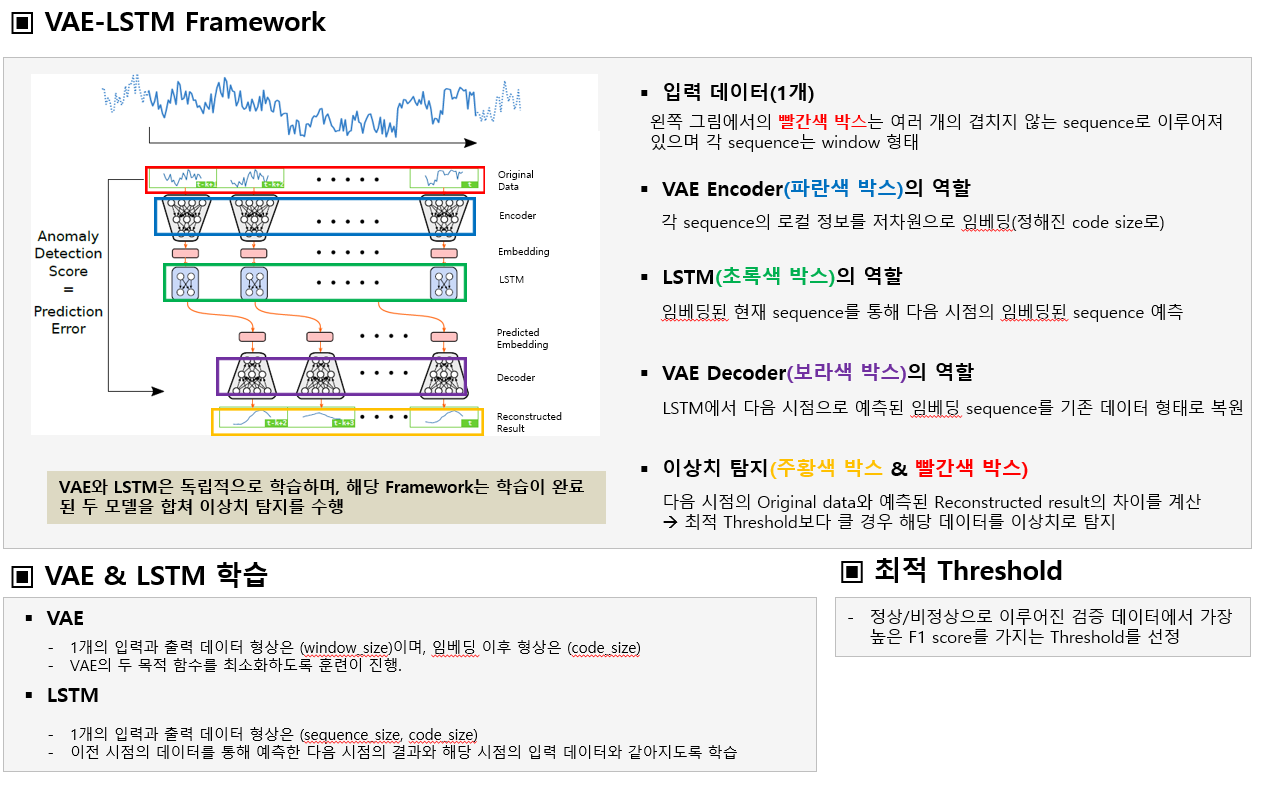 ▣ VAE-LSTM Framework
Original
Data
t-k+1
t-k+2
t
Encoder
Embedding
LSTM
Anomaly
Detection
Score
=
Prediction
Error
Predicted
Embedding
Decoder
Reconstructed
Result
t-k+2
t-k+3
t
VAE와 LSTM은 독립적으로 학습하며, 해당 Framework는 학습이 완료
된 두 모델을 합쳐 이상치 탐지를 수행
▪ 입력 데이터(1개)
왼쪽 그림에서의 빨간색 박스는 여러 개의 겹치지 않는 sequence로 이루어져
있으며 각 sequence는 window 형태
▪ VAE Encoder(파란색 박스)의 역할
각 sequence의 로컬 정보를 저차원으로 임베딩(정해진 code size로)
▪ LSTM(초록색 박스)의 역할
임베딩된 현재 sequence를 통해 다음 시점의 임베딩된 sequence 예측
▪ VAE Decoder(보라색 박스)의 역할
LSTM에서 다음 시점으로 예측된 임베딩 sequence를 기존 데이터 형태로 복원
▪ 이상치 탐지(주황색 박스 & 빨간색 박스)
다음 시점의 Original data와 예측된 Reconstructed result의 차이를 계산
→ 최적 Threshold보다 클 경우 해당 데이터를 이상치로 탐지
▣ VAE & LSTM 학습
▪ VAE
- 1개의 입력과 출력 데이터 형상은 (window_size)이며, 임베딩 이후 형상은 (code_size)
- VAE의 두 목적 함수를 최소화하도록 훈련이 진행.
▪ LSTM
- 1개의 입력과 출력 데이터 형상은 (sequence_size, code_size)
- 이전 시점의 데이터를 통해 예측한 다음 시점의 결과와 해당 시점의 입력 데이터와 같아지도록 학습
▣ 최적 Threshold
- 정상/비정상으로 이루어진 검증 데이터에서 가장
높은 F1 score를 가지는 Threshold를 선정